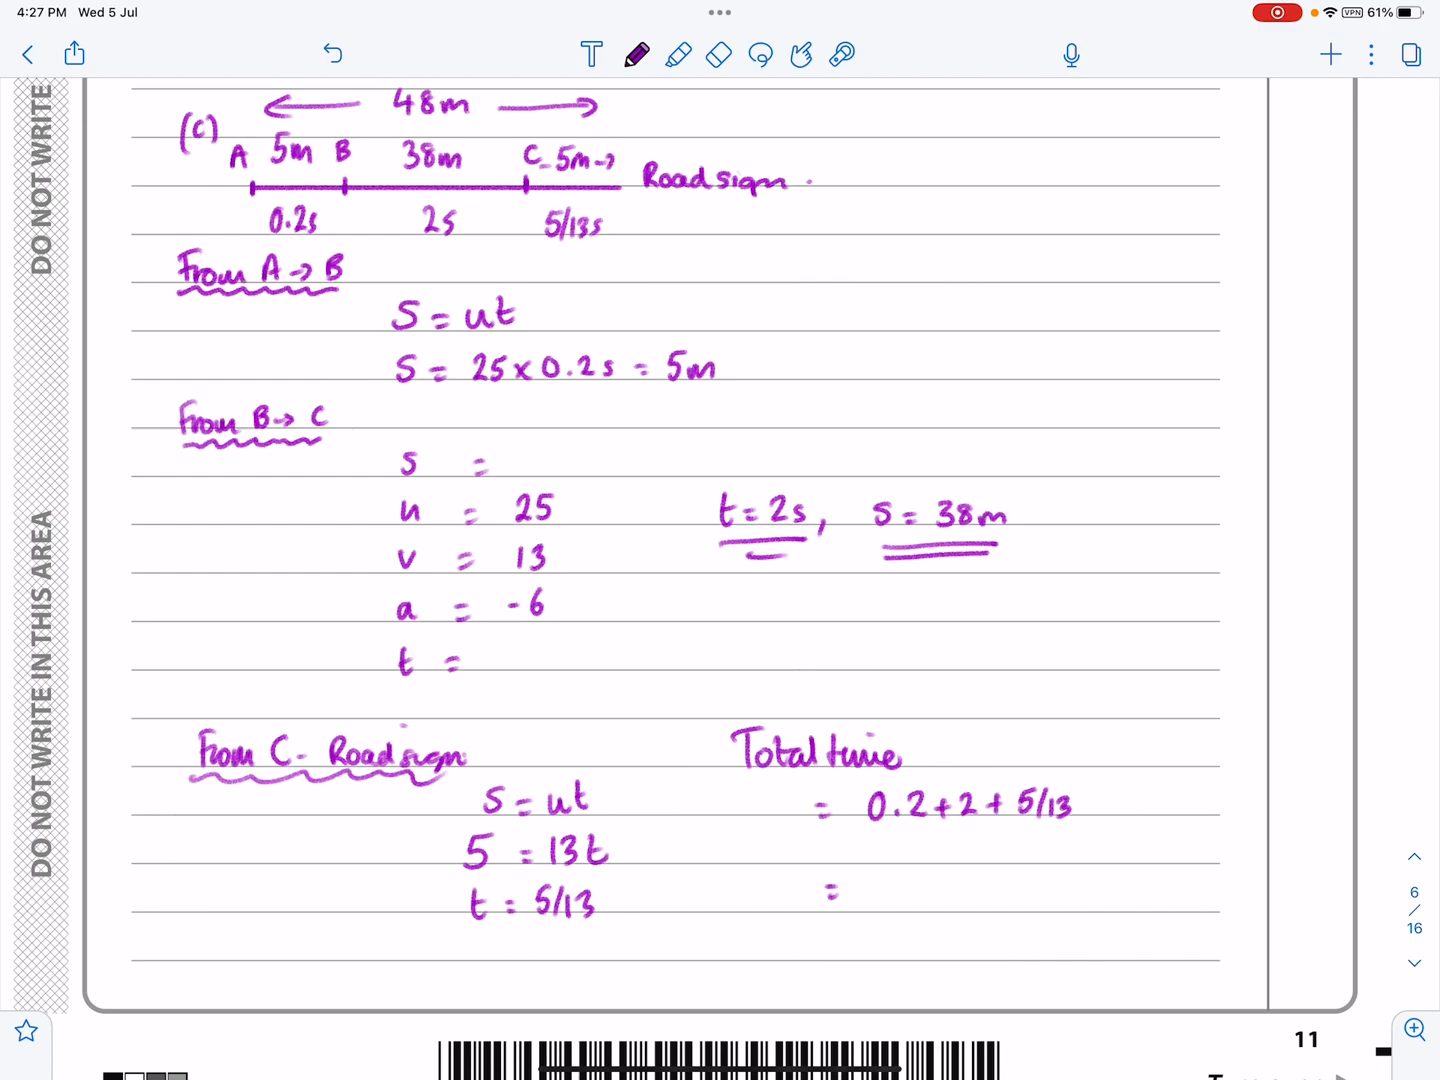 4:27 PM Wed 5 Jul
VPN 61%
DO NOT WRITE
DO NOT WRITE IN THIS AREA
48m
(c)
A 5m B 38m C 5m→
Road sign
0.2s 2s 5/13s
From A → B
S = ut
S = 25 × 0.2s = 5m
From B → C
s =
u = 25
t = 2s, s = 38m
v = 13
a = -6
t =
From C - Road sign
Total time
S = ut
= 0.2 + 2 + 5/13
5 = 13t
=
t = 5/13
6
/
16
11